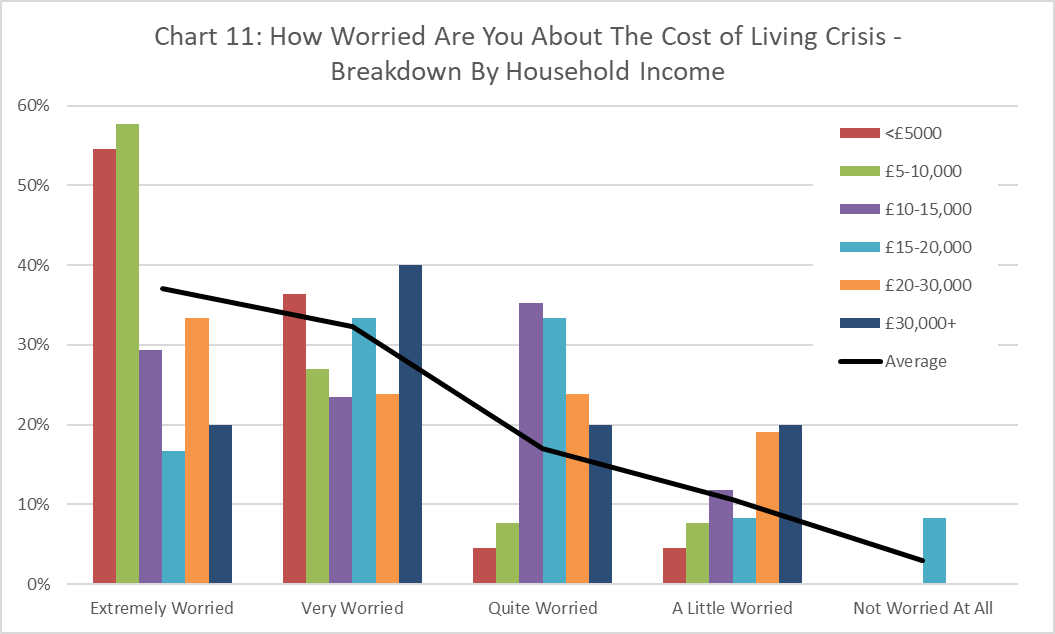 Chart 11: How Worried Are You About The Cost of Living Crisis -
Breakdown By Household Income
60%
50%
40%
30%
20%
10%
0%
<£5000
£5-10,000
£10-15,000
£15-20,000
£20-30,000
£30,000+
Average
Extremely Worried
Very Worried
Quite Worried
A Little Worried
Not Worried At All